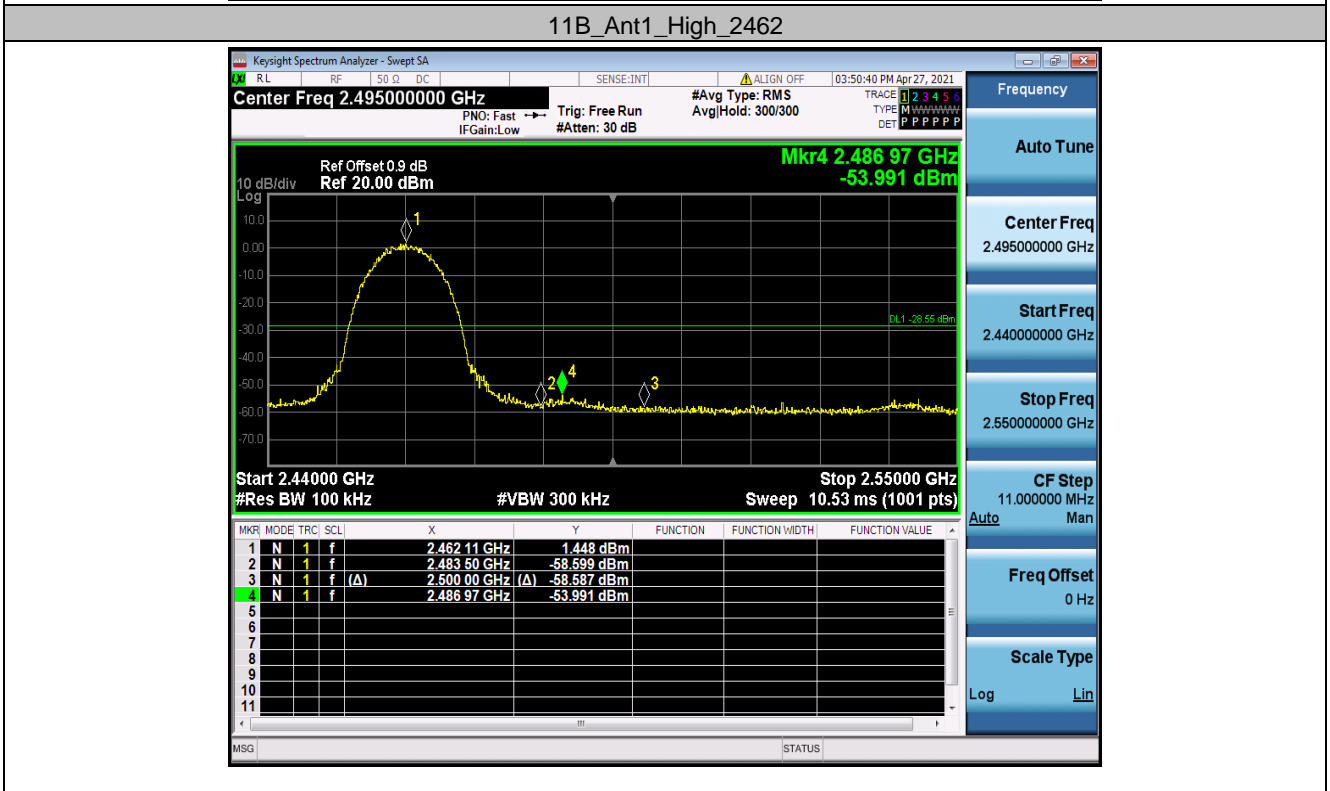 11B_Ant1_High_2462
Keysight Spectrum Analyzer - Swept SA
LXI RL RF 50 Ω DC SENSE:INT ALIGN OFF 03:50:40 PM Apr 27, 2021
Center Freq 2.495000000 GHz
PNO: Fast
IFGain:Low
Trig: Free Run
#Atten: 30 dB
#Avg Type: RMS
Avg|Hold: 300/300
TRACE 1 2 3 4 5 6
TYPE M WWWWW
DET P P P P P P
Mkr4 2.486 97 GHz
-53.991 dBm
Ref Offset 0.9 dB
10 dB/div Ref 20.00 dBm
Log
10.0
0.00
-10.0
-20.0
-30.0
-40.0
-50.0
-60.0
-70.0
1
2
4
3
DL1 -28.55 dBm
Start 2.44000 GHz Stop 2.55000 GHz
#Res BW 100 kHz #VBW 300 kHz Sweep 10.53 ms (1001 pts)
MKR MODE TRC SCL X Y FUNCTION FUNCTION WIDTH FUNCTION VALUE
1 N 1 f 2.462 11 GHz 1.448 dBm
2 N 1 f 2.483 50 GHz -58.599 dBm
3 N 1 f (Δ) 2.500 00 GHz (Δ) -58.587 dBm
4 N 1 f 2.486 97 GHz -53.991 dBm
5
6
7
8
9
10
11
MSG STATUS
Frequency
Auto Tune
Center Freq
2.495000000 GHz
Start Freq
2.440000000 GHz
Stop Freq
2.550000000 GHz
CF Step
11.000000 MHz
Auto Man
Freq Offset
0 Hz
Scale Type
Log Lin